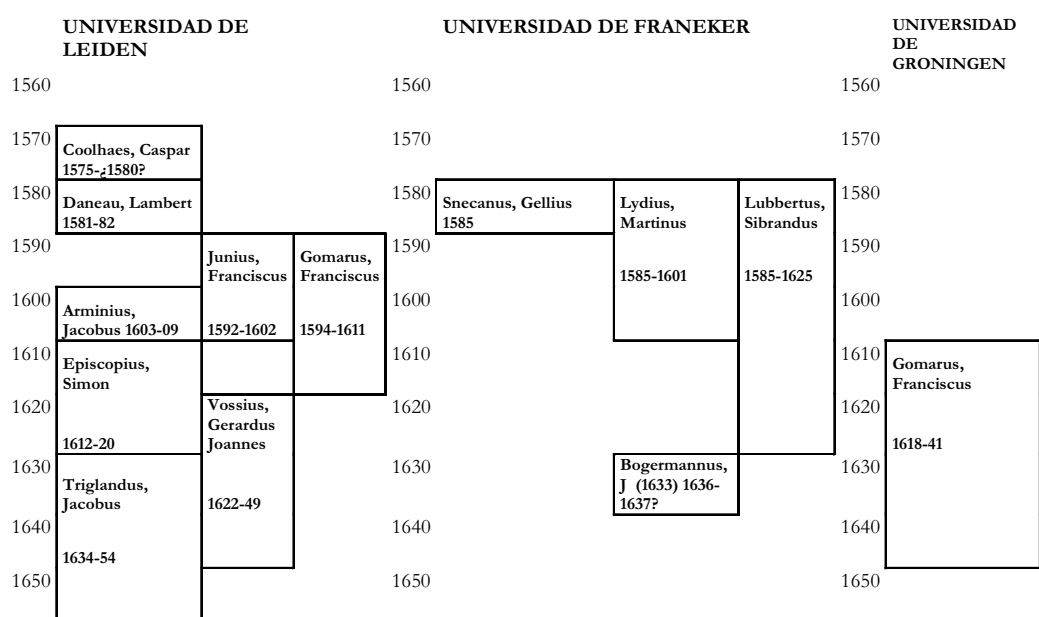 UNIVERSIDAD DE
LEIDEN
1560
1570
Coolhaes, Caspar
1575-¿1580?
1580
Daneau, Lambert
1581-82
1590
Junius,
Franciscus
1592-1602
Gomarus,
Franciscus
1594-1611
1600
Arminius,
Jacobus 1603-09
1610
Episcopius,
Simon
1612-20
1620
Vossius,
Gerardus
Joannes
1622-49
1630
Triglandus,
Jacobus
1634-54
1640
1650
UNIVERSIDAD DE FRANEKER
1560
1570
1580
Snecanus, Gellius
1585
Lydius,
Martinus
1585-1601
Lubbertus,
Sibrandus
1585-1625
1590
1600
1610
1620
1630
Bogermannus,
J (1633) 1636-
1637?
1640
1650
UNIVERSIDAD
DE
GRONINGEN
1560
1570
1580
1590
1600
1610
Gomarus,
Franciscus
1618-41
1620
1630
1640
1650